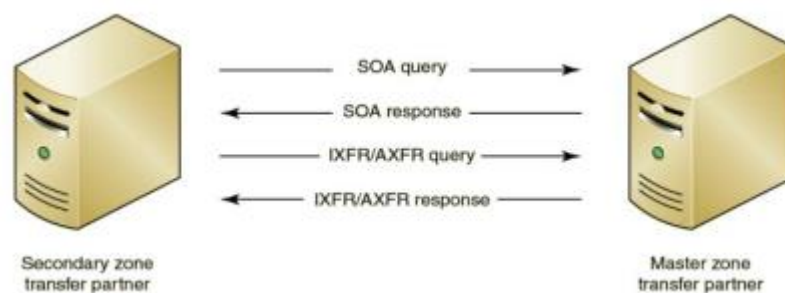 SOA query
SOA response
IXFR/AXFR query
IXFR/AXFR response
Secondary zone
transfer partner
Master zone
transfer partner